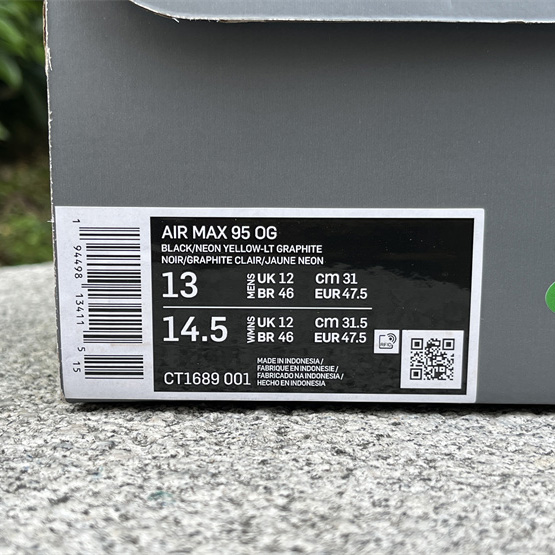 AIR MAX 95 OG
BLACK/NEON YELLOW-LT GRAPHITE
NOIR/GRAPHITE CLAIR/JAUNE NEON
13 MENS UK 12 cm 31
BR 46 EUR 47.5
14.5 WMNS UK 12 cm 31.5
BR 46 EUR 47.5
RFID
CT1689 001
MADE IN INDONESIA/
FABRIQUE EN INDONESIE/
FABRICADO NA INDONESIA/
HECHO EN INDONESIA
1 94498 13411 5 15